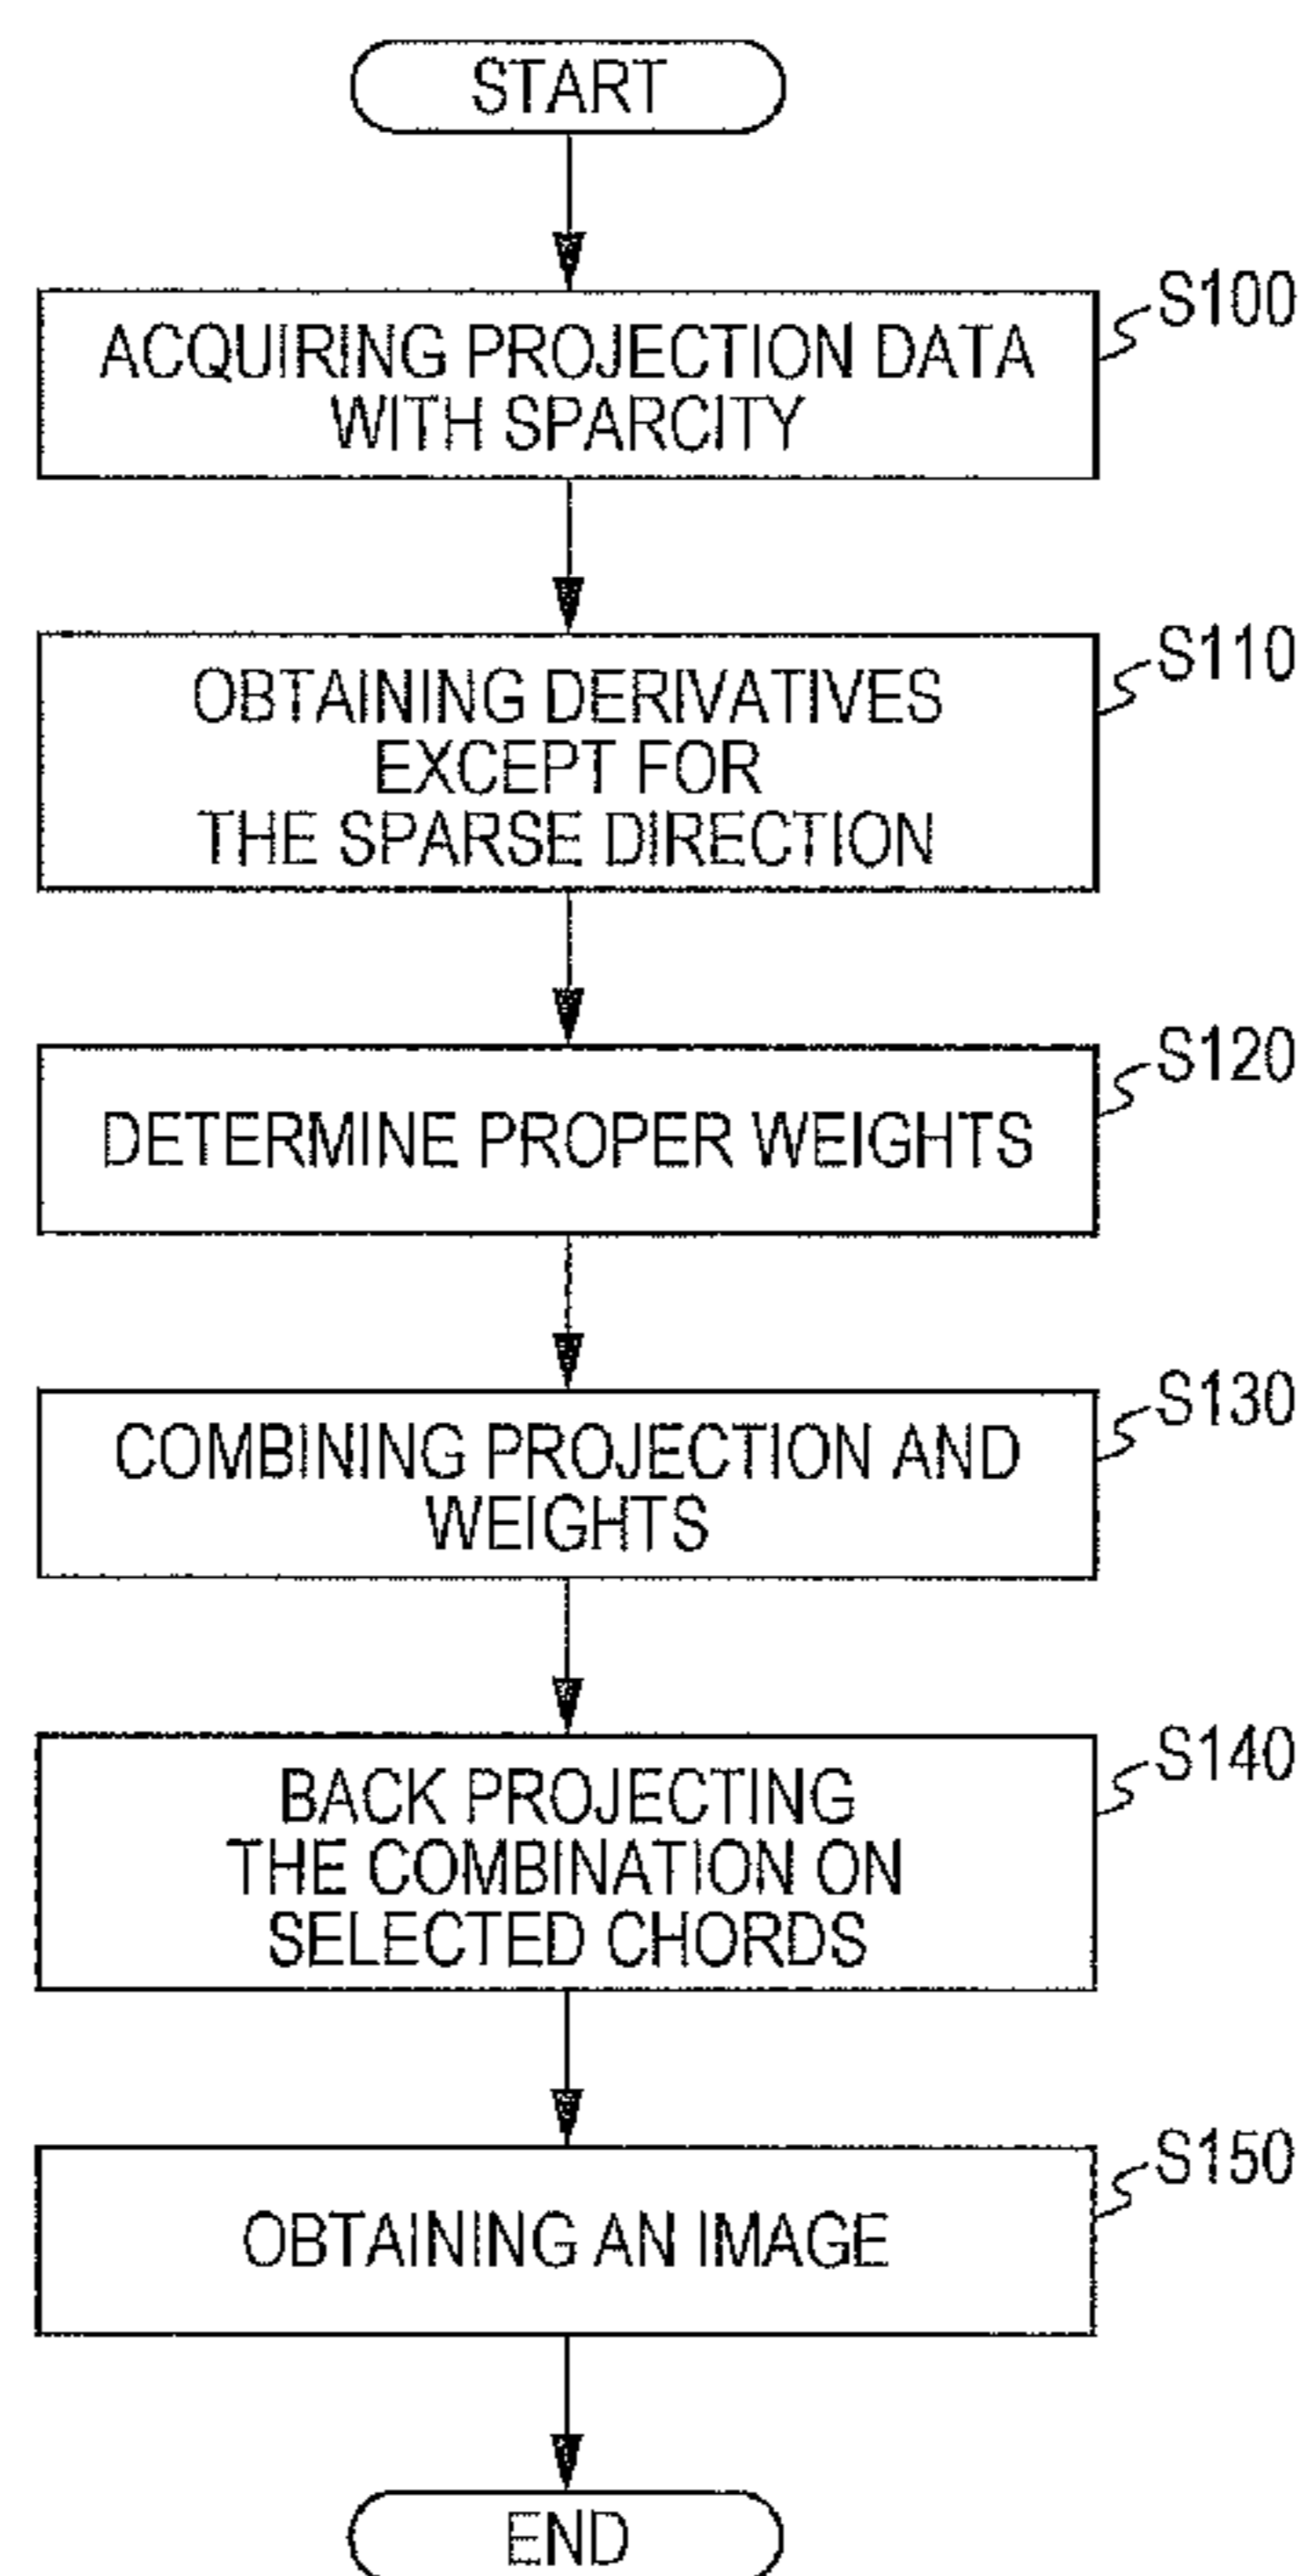 START
S100
ACQUIRING PROJECTION DATA
WITH SPARCITY
S110
OBTAINING DERIVATIVES
EXCEPT FOR
THE SPARSE DIRECTION
S120
DETERMINE PROPER WEIGHTS
S130
COMBINING PROJECTION AND
WEIGHTS
S140
BACK PROJECTING
THE COMBINATION ON
SELECTED CHORDS
S150
OBTAINING AN IMAGE
END